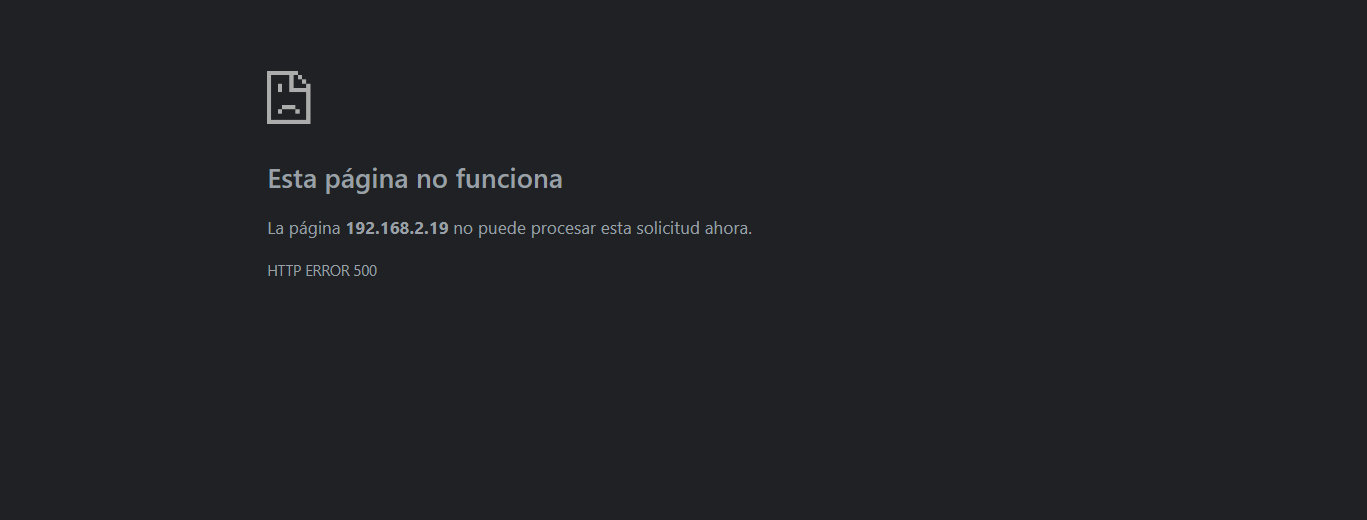 Esta página no funciona
La página 192.168.2.19 no puede procesar esta solicitud ahora.
HTTP ERROR 500